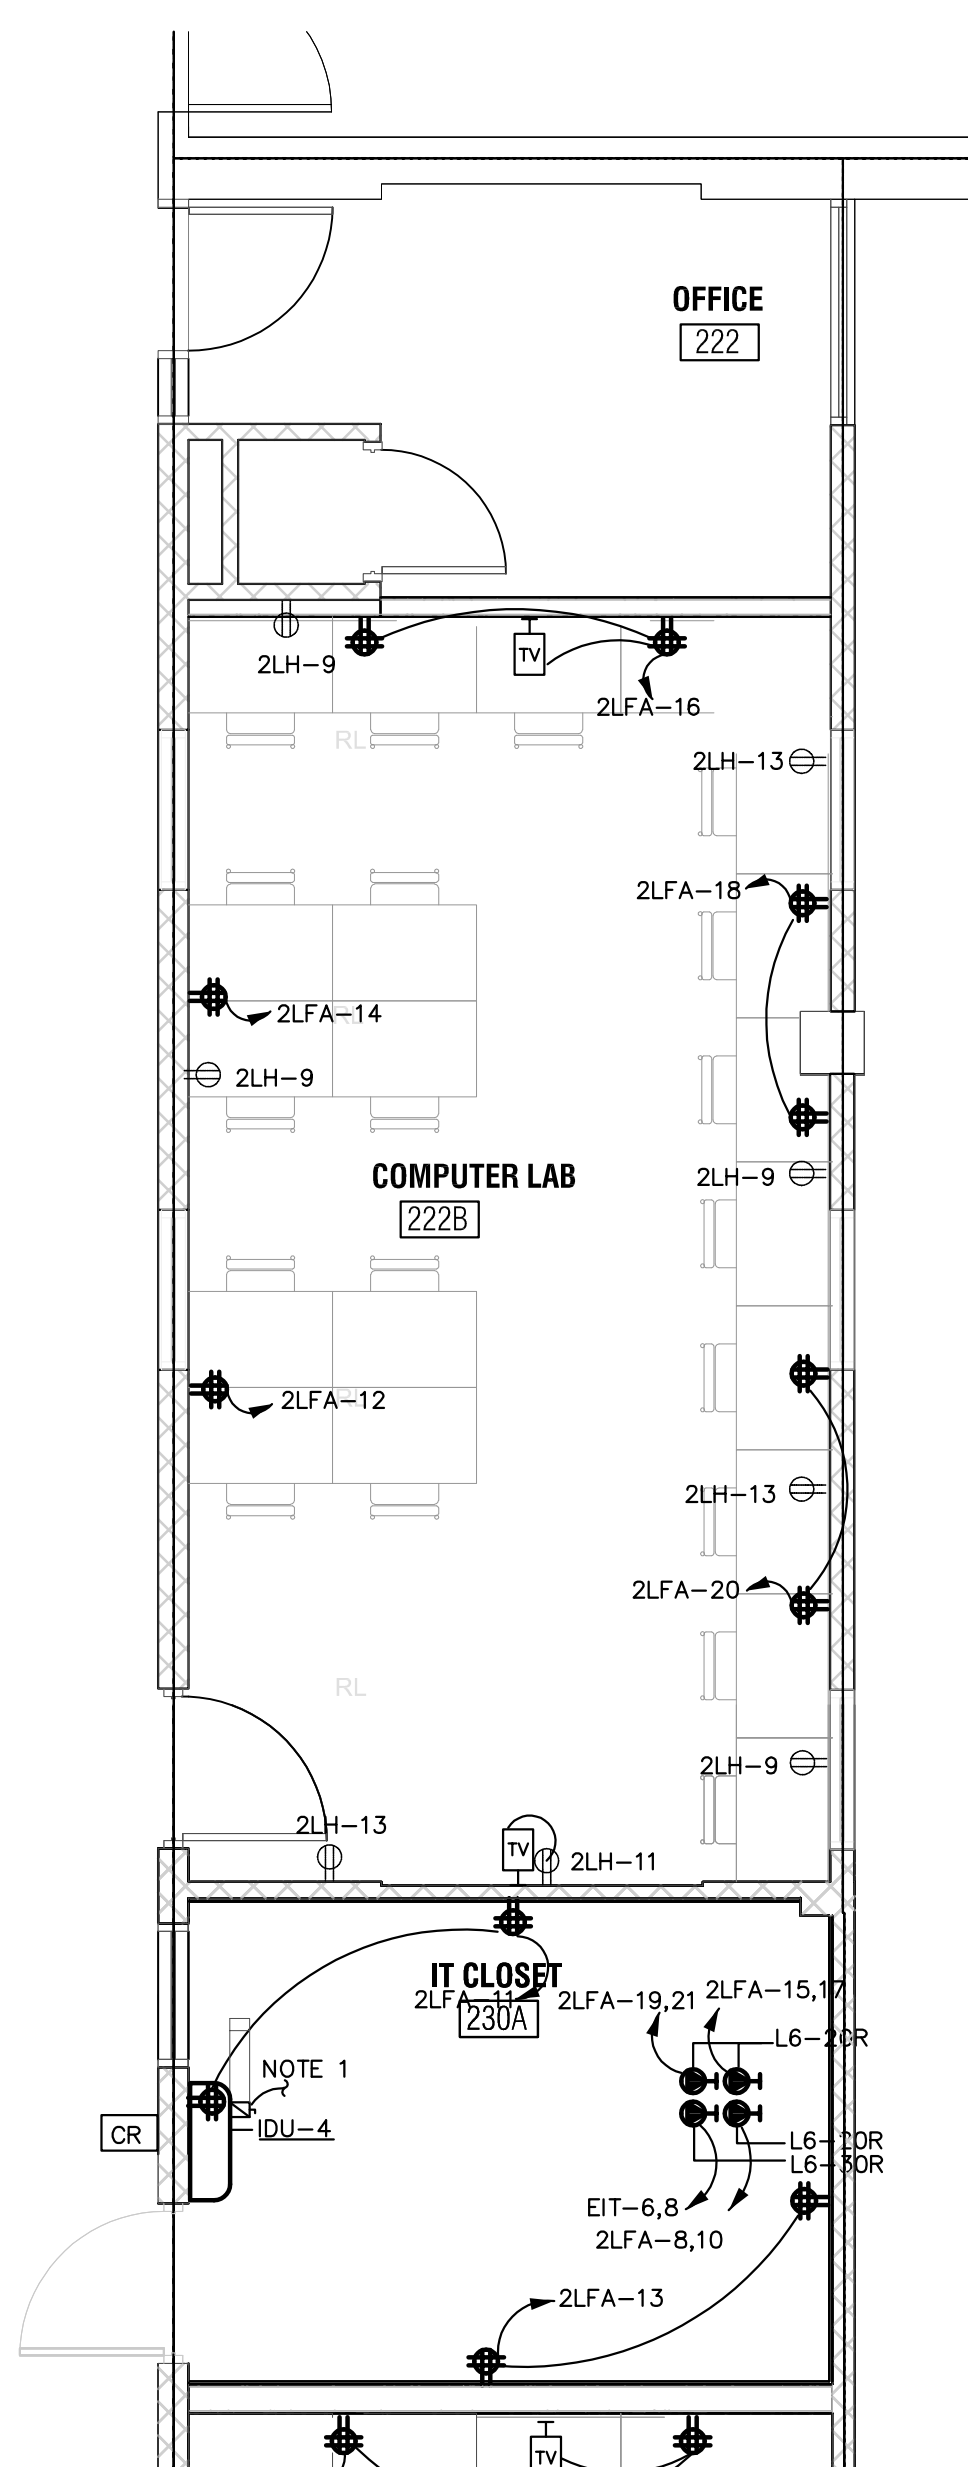 OFFICE
222
2LH-9
TV
2LFA-16
RL
2LH-13
2LFA-18
2LFA-14
RL
2LH-9
COMPUTER LAB
2LH-9
222B
2LFA-12
RL
2LH-13
2LFA-20
RL
2LH-9
2LH-13
TV
2LH-11
IT CLOSET
2LFA-11
230A
2LFA-19,21
2LFA-15,17
L6-20R
NOTE 1
CR
IDU-4
L6-20R
L6-30R
EIT-6,8
2LFA-8,10
2LFA-13
TV